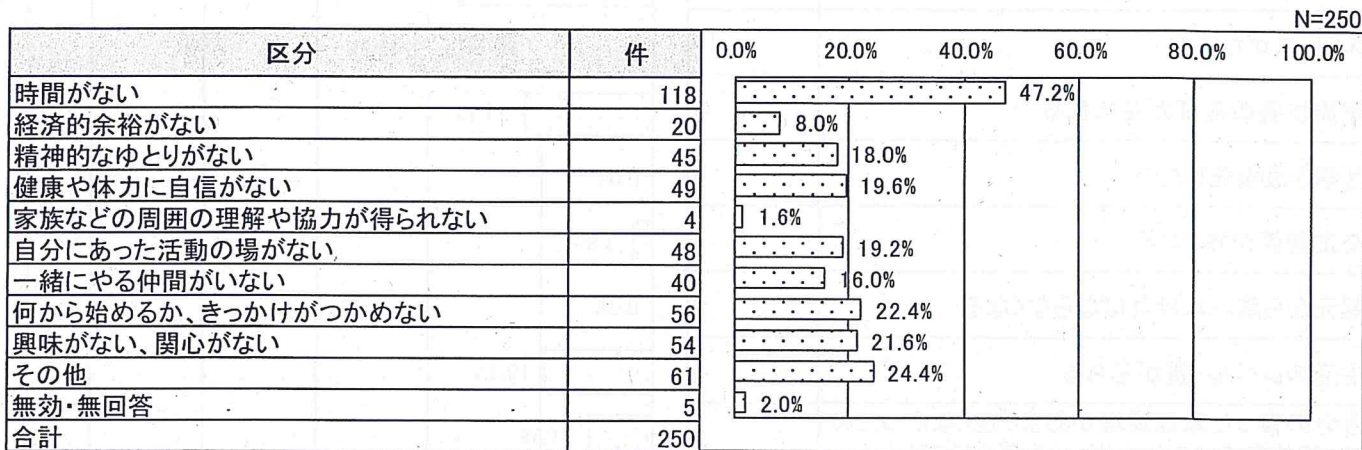 N=250
区分 件 0.0% 20.0% 40.0% 60.0% 80.0% 100.0%
時間がない 118 47.2%
経済的余裕がない 20 8.0%
精神的なゆとりがない 45 18.0%
健康や体力に自信がない 49 19.6%
家族などの周囲の理解や協力が得られない 4 1.6%
自分にあった活動の場がない 48 19.2%
一緒にやる仲間がいない 40 16.0%
何から始めるか、きっかけがつかめない 56 22.4%
興味がない、関心がない 54 21.6%
その他 61 24.4%
無効・無回答 5 2.0%
合計 250